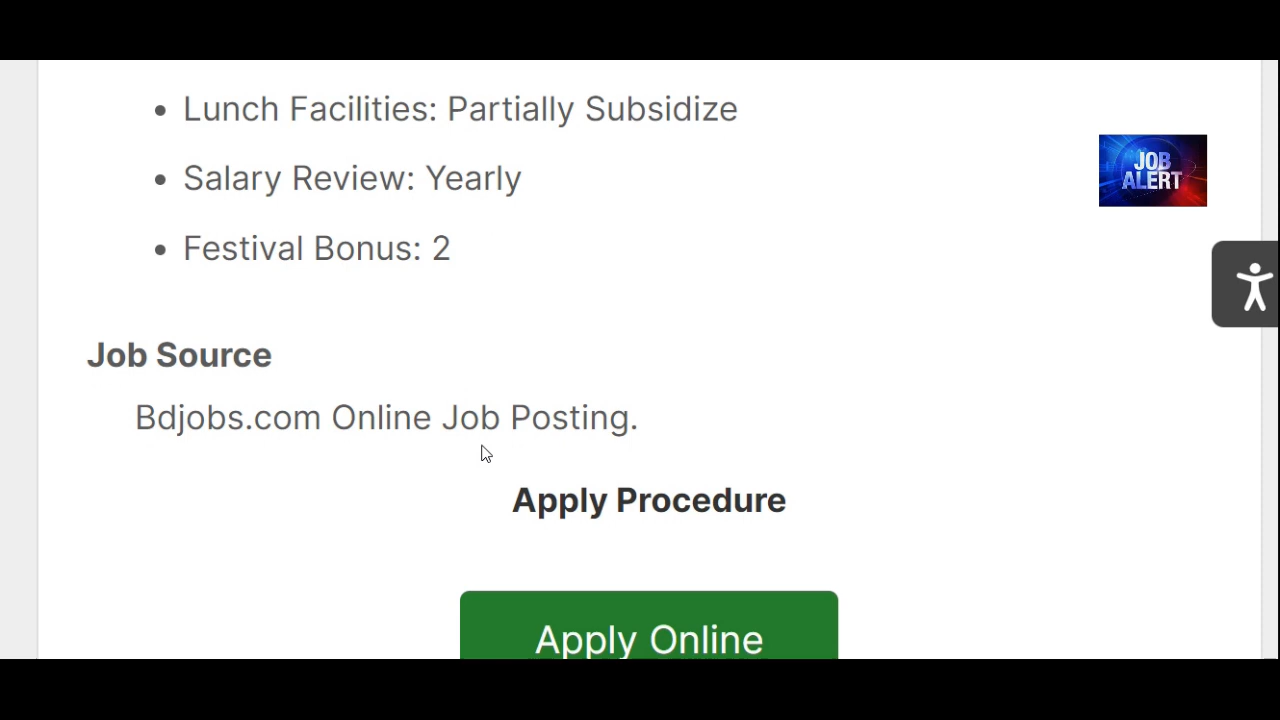 • Lunch Facilities: Partially Subsidize
JOB
ALERT
• Salary Review: Yearly
• Festival Bonus: 2
Job Source
Bdjobs.com Online Job Posting.
Apply Procedure
Apply Online